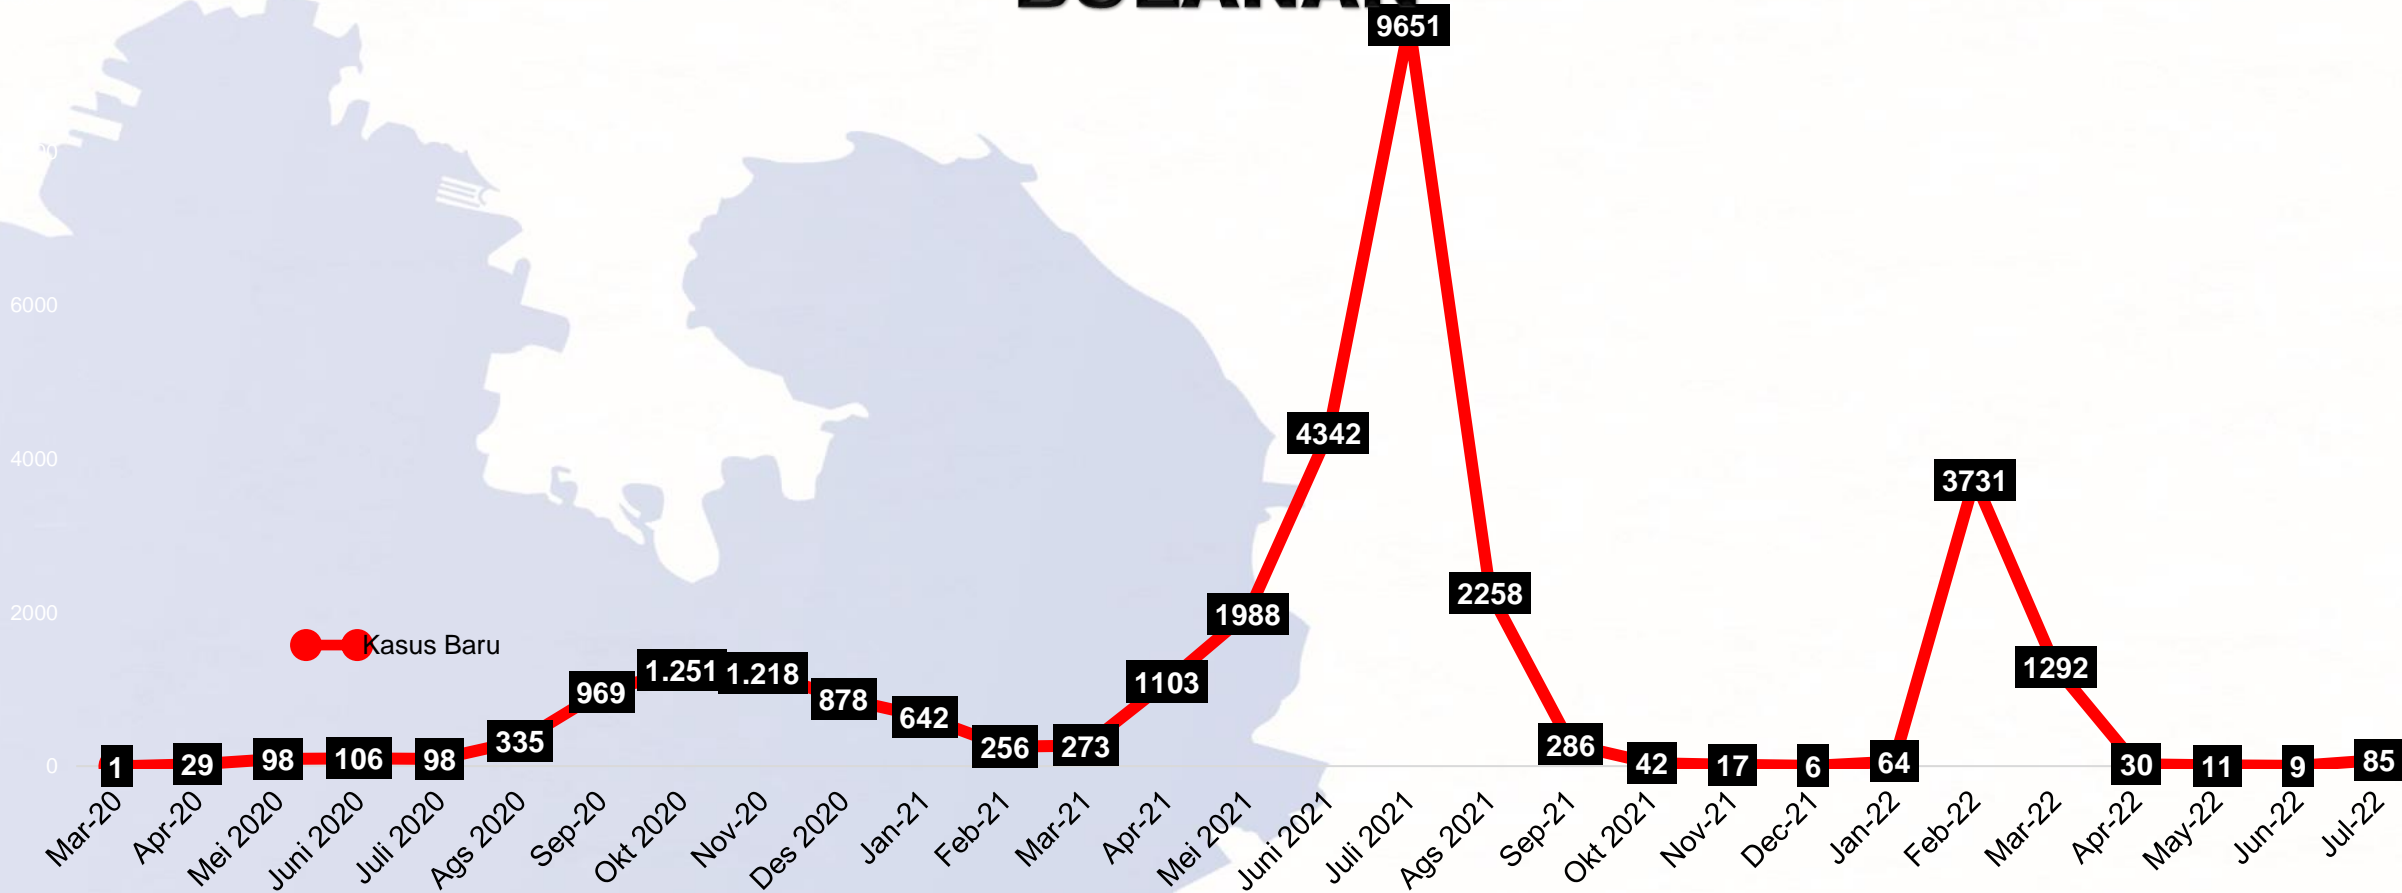 9651
6000
4342
4000
3731
2258
2000
1988
Kasus Baru
1292
1103
969
1.251
1.218
878
642
335
256
273
286
1
29
98
106
98
42
17
6
64
30
11
9
85
0
Mar-20
Apr-20
Mei 2020
Juni 2020
Juli 2020
Ags 2020
Sep-20
Okt 2020
Nov-20
Des 2020
Jan-21
Feb-21
Mar-21
Apr-21
Mei 2021
Juni 2021
Juli 2021
Ags 2021
Sep-21
Okt 2021
Nov-21
Dec-21
Jan-22
Feb-22
Mar-22
Apr-22
May-22
Jun-22
Jul-22